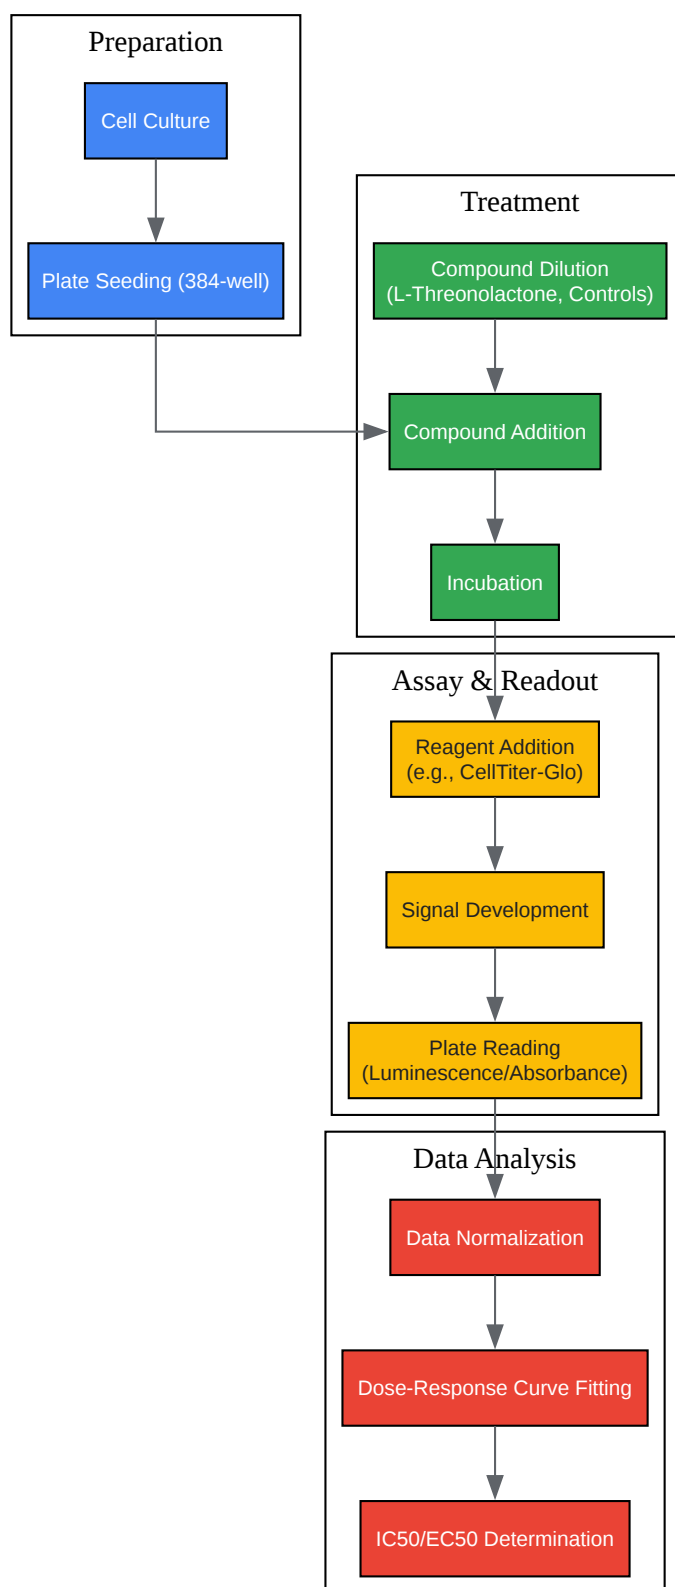 Preparation
Cell Culture
Plate Seeding (384-well)
Treatment
Compound Dilution
(L-Threonolactone, Controls)
Compound Addition
Incubation
Assay & Readout
Reagent Addition
(e.g., CellTiter-Glo)
Signal Development
Plate Reading
(Luminescence/Absorbance)
Data Analysis
Data Normalization
Dose-Response Curve Fitting
IC50/EC50 Determination